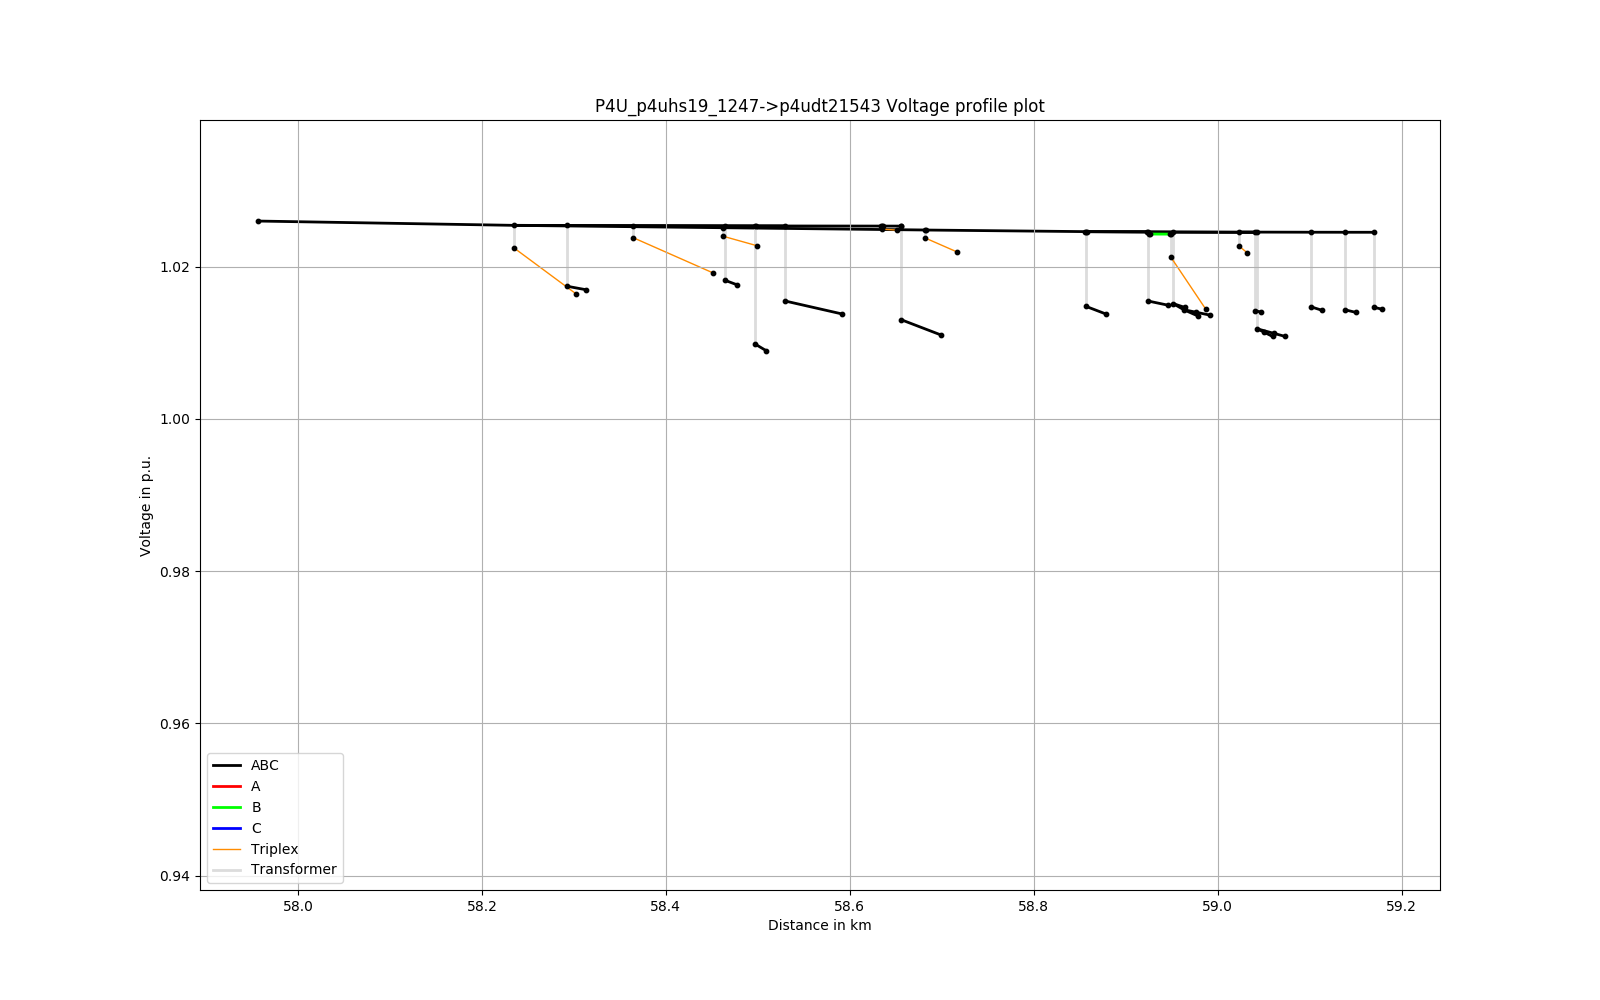 P4U_p4uhs19_1247->p4udt21543 Voltage profile plot
1.02
1.00
0.98
0.96
0.94
Voltage in p.u.
ABC
A
B
C
Triplex
Transformer
58.0 58.2 58.4 58.6 58.8 59.0 59.2
Distance in km